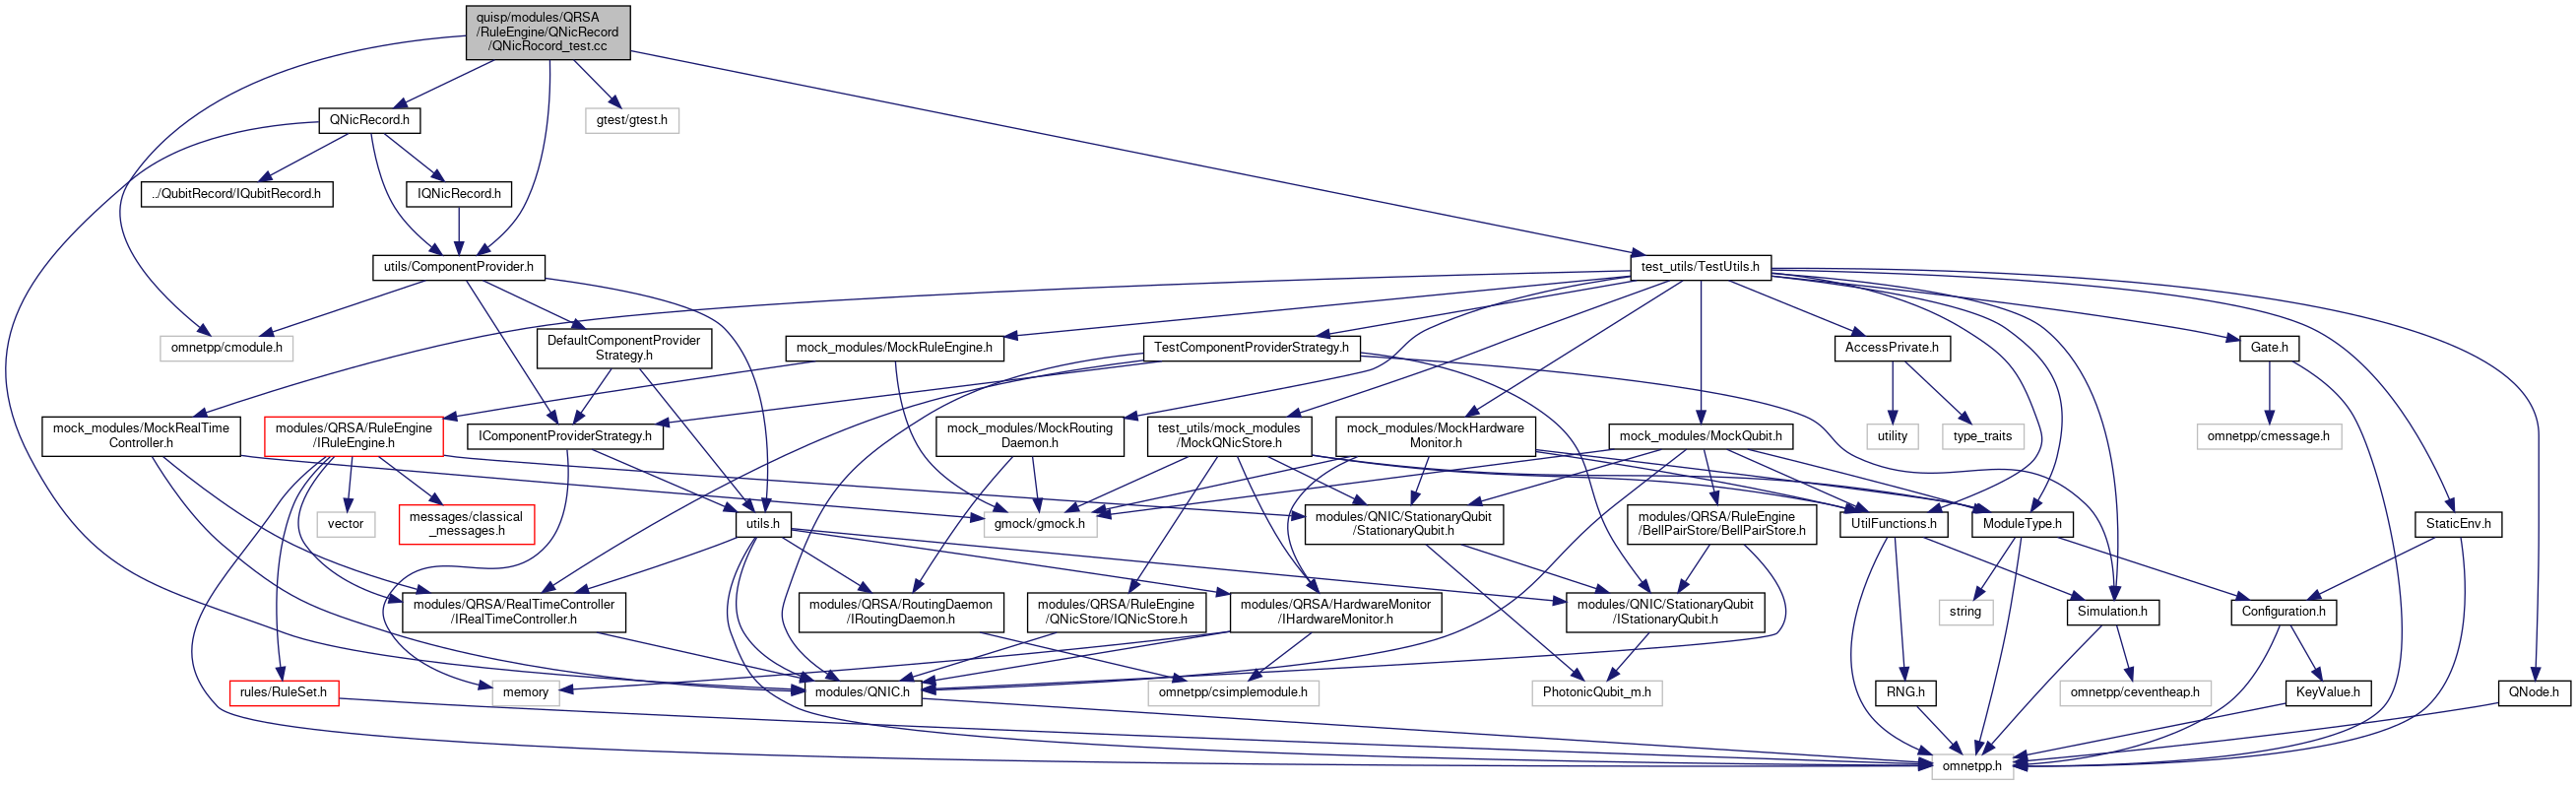 quisp/modules/QRSA
/RuleEngine/QNicRecord
/QNicRocord_test.cc
QNicRecord.h
gtest/gtest.h
../QubitRecord/IQubitRecord.h
IQNicRecord.h
utils/ComponentProvider.h
test_utils/TestUtils.h
omnetpp/cmodule.h
DefaultComponentProvider
Strategy.h
mock_modules/MockRuleEngine.h
TestComponentProviderStrategy.h
AccessPrivate.h
Gate.h
mock_modules/MockRealTime
Controller.h
modules/QRSA/RuleEngine
/IRuleEngine.h
IComponentProviderStrategy.h
mock_modules/MockRouting
Daemon.h
test_utils/mock_modules
/MockQNicStore.h
mock_modules/MockHardware
Monitor.h
mock_modules/MockQubit.h
utility
type_traits
omnetpp/cmessage.h
vector
messages/classical
_messages.h
utils.h
gmock/gmock.h
modules/QNIC/StationaryQubit
/StationaryQubit.h
modules/QRSA/RuleEngine
/BellPairStore/BellPairStore.h
UtilFunctions.h
ModuleType.h
StaticEnv.h
modules/QRSA/RealTimeController
/IRealTimeController.h
modules/QRSA/RoutingDaemon
/IRoutingDaemon.h
modules/QRSA/RuleEngine
/QNicStore/IQNicStore.h
modules/QRSA/HardwareMonitor
/IHardwareMonitor.h
modules/QNIC/StationaryQubit
/IStationaryQubit.h
string
Simulation.h
Configuration.h
rules/RuleSet.h
memory
modules/QNIC.h
omnetpp/csimplemodule.h
PhotonicQubit_m.h
RNG.h
omnetpp/ceventheap.h
KeyValue.h
QNode.h
omnetpp.h